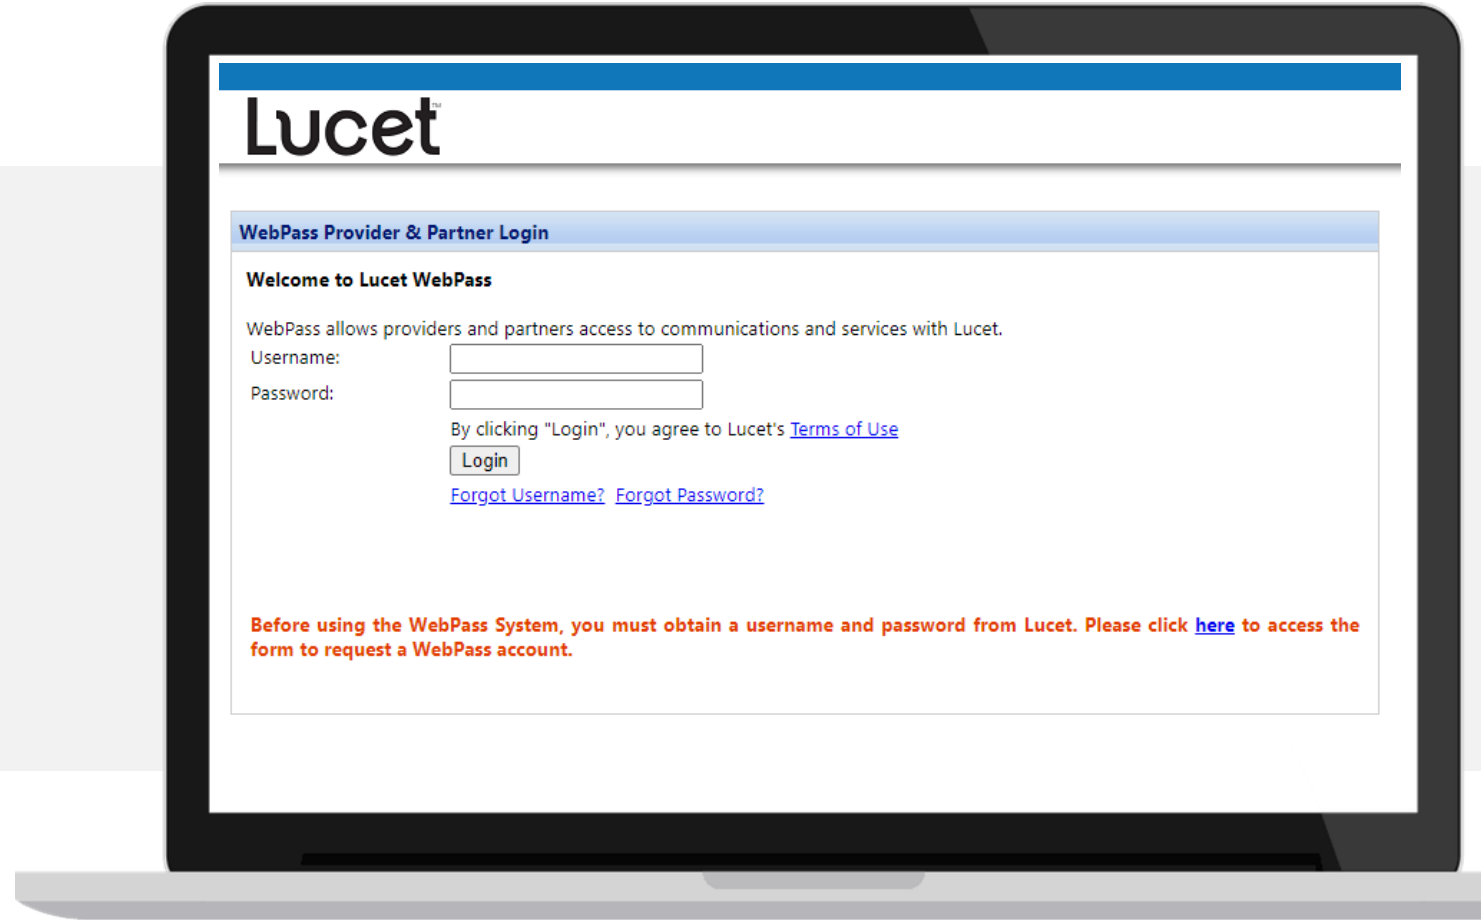 Lucet™
WebPass Provider & Partner Login
Welcome to Lucet WebPass
WebPass allows providers and partners access to communications and services with Lucet.
Username:
Password:
By clicking "Login", you agree to Lucet's Terms of Use
Login
Forgot Username? Forgot Password?
Before using the WebPass System, you must obtain a username and password from Lucet. Please click here to access the
form to request a WebPass account.